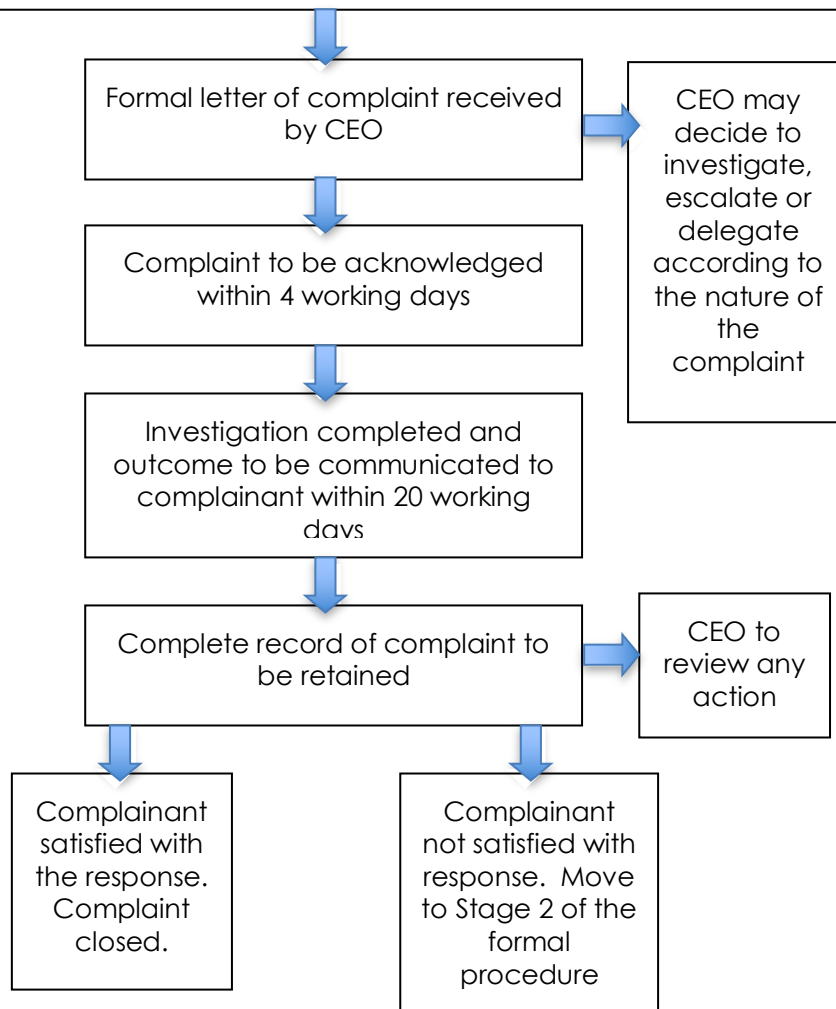 Formal letter of complaint received
by CEO
CEO may
decide to
investigate,
escalate or
delegate
according to
the nature of
the
complaint
Complaint to be acknowledged
within 4 working days
Investigation completed and
outcome to be communicated to
complainant within 20 working
days
Complete record of complaint to
be retained
CEO to
review any
action
Complainant
satisfied with
the response.
Complaint
closed.
Complainant
not satisfied with
response.  Move
to Stage 2 of the
formal
procedure